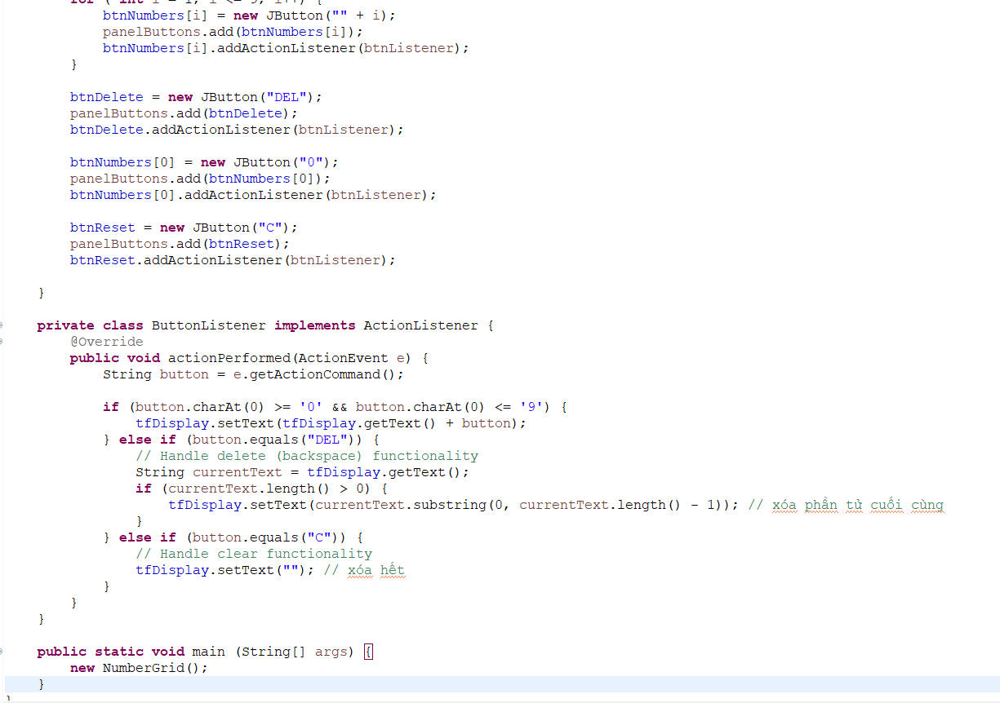 for ( int i = 1; i <= 9; i++) {
btnNumbers[i] = new JButton("" + i);
panelButtons.add(btnNumbers[i]);
btnNumbers[i].addActionListener(btnListener);
}
btnDelete = new JButton("DEL");
panelButtons.add(btnDelete);
btnDelete.addActionListener(btnListener);
btnNumbers[0] = new JButton("0");
panelButtons.add(btnNumbers[0]);
btnNumbers[0].addActionListener(btnListener);
btnReset = new JButton("C");
panelButtons.add(btnReset);
btnReset.addActionListener(btnListener);
}
private class ButtonListener implements ActionListener {
@Override
public void actionPerformed(ActionEvent e) {
String button = e.getActionCommand();
if (button.charAt(0) >= '0' && button.charAt(0) <= '9') {
tfDisplay.setText(tfDisplay.getText() + button);
} else if (button.equals("DEL")) {
// Handle delete (backspace) functionality
String currentText = tfDisplay.getText();
if (currentText.length() > 0) {
tfDisplay.setText(currentText.substring(0, currentText.length() - 1)); // xóa phần tử cuối cùng
}
} else if (button.equals("C")) {
// Handle clear functionality
tfDisplay.setText(""); // xóa hết
}
}
}
public static void main (String[] args) {
new NumberGrid();
}
}